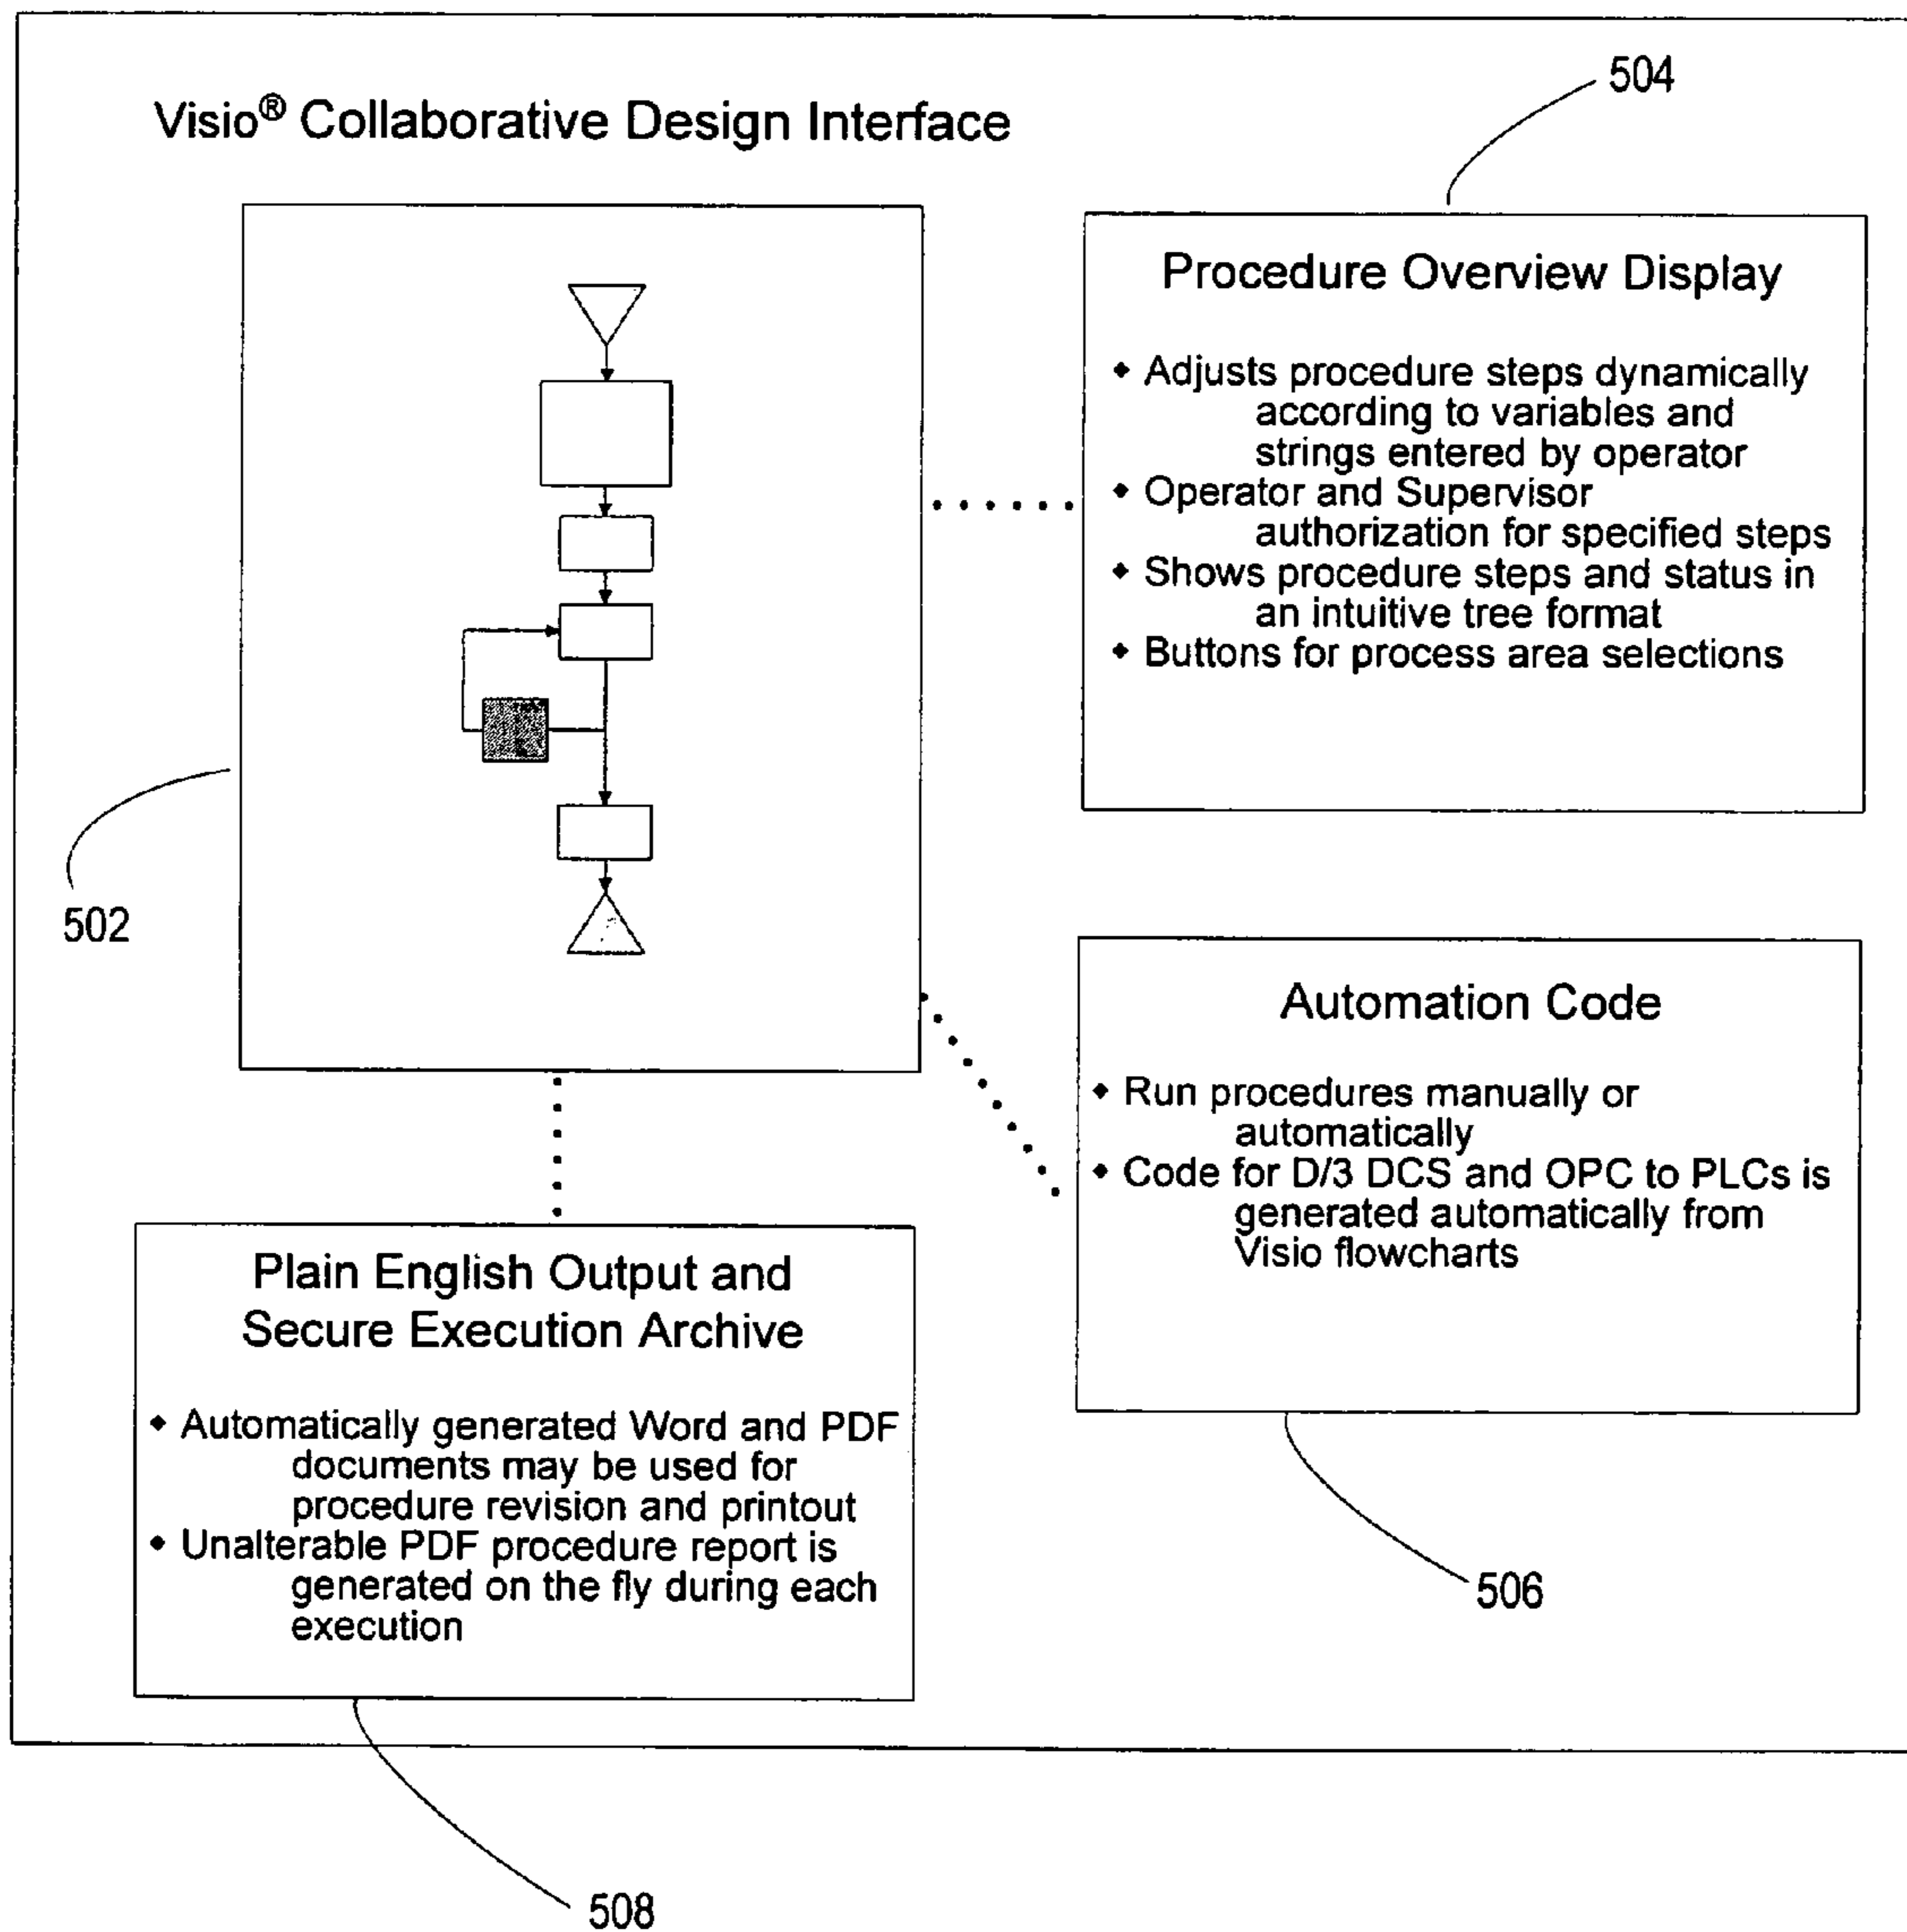 504
Visio® Collaborative Design Interface
Procedure Overview Display
◆ Adjusts procedure steps dynamically
according to variables and
strings entered by operator
◆ Operator and Supervisor
authorization for specified steps
◆ Shows procedure steps and status in
an intuitive tree format
◆ Buttons for process area selections
502
Automation Code
◆ Run procedures manually or
automatically
◆ Code for D/3 DCS and OPC to PLCs is
generated automatically from
Visio flowcharts
506
Plain English Output and
Secure Execution Archive
◆ Automatically generated Word and PDF
documents may be used for
procedure revision and printout
◆ Unalterable PDF procedure report is
generated on the fly during each
execution
508